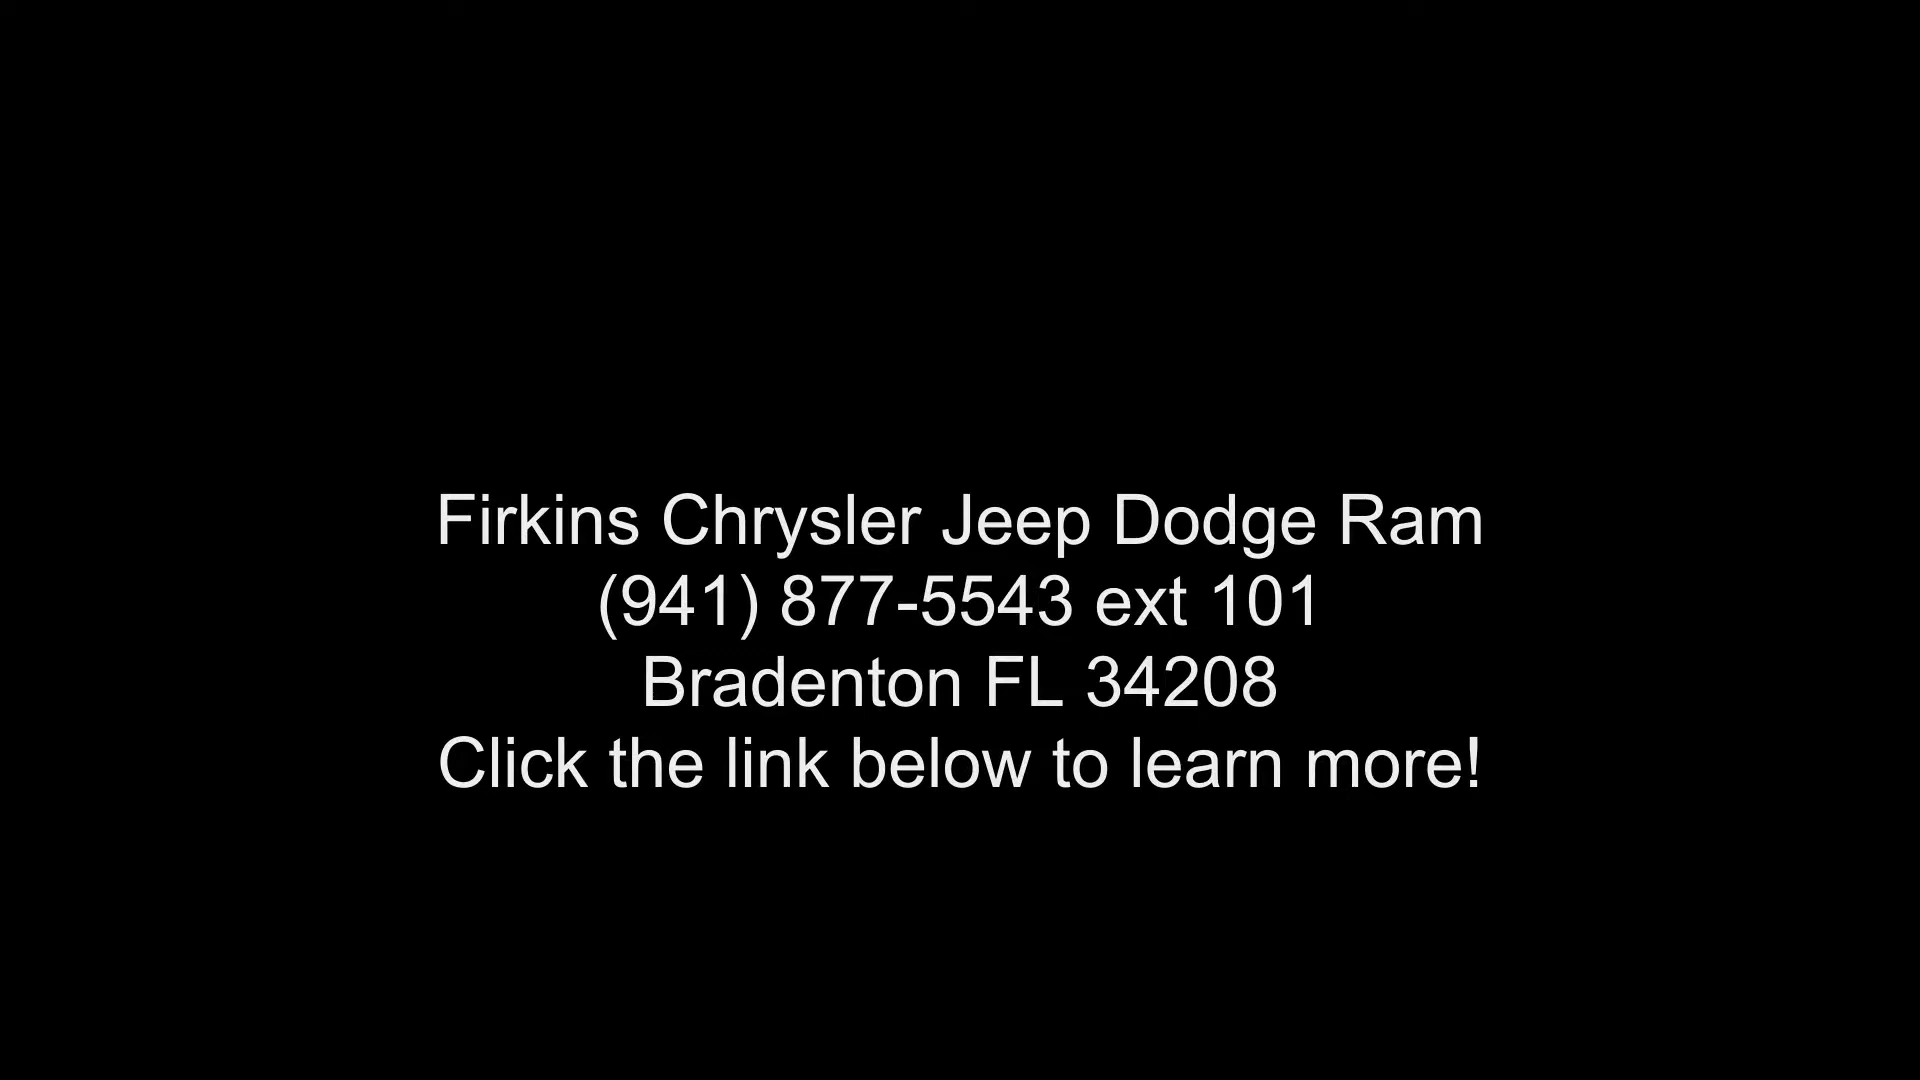 Firkins Chrysler Jeep Dodge Ram
(941) 877-5543 ext 101
Bradenton FL 34208
Click the link below to learn more!